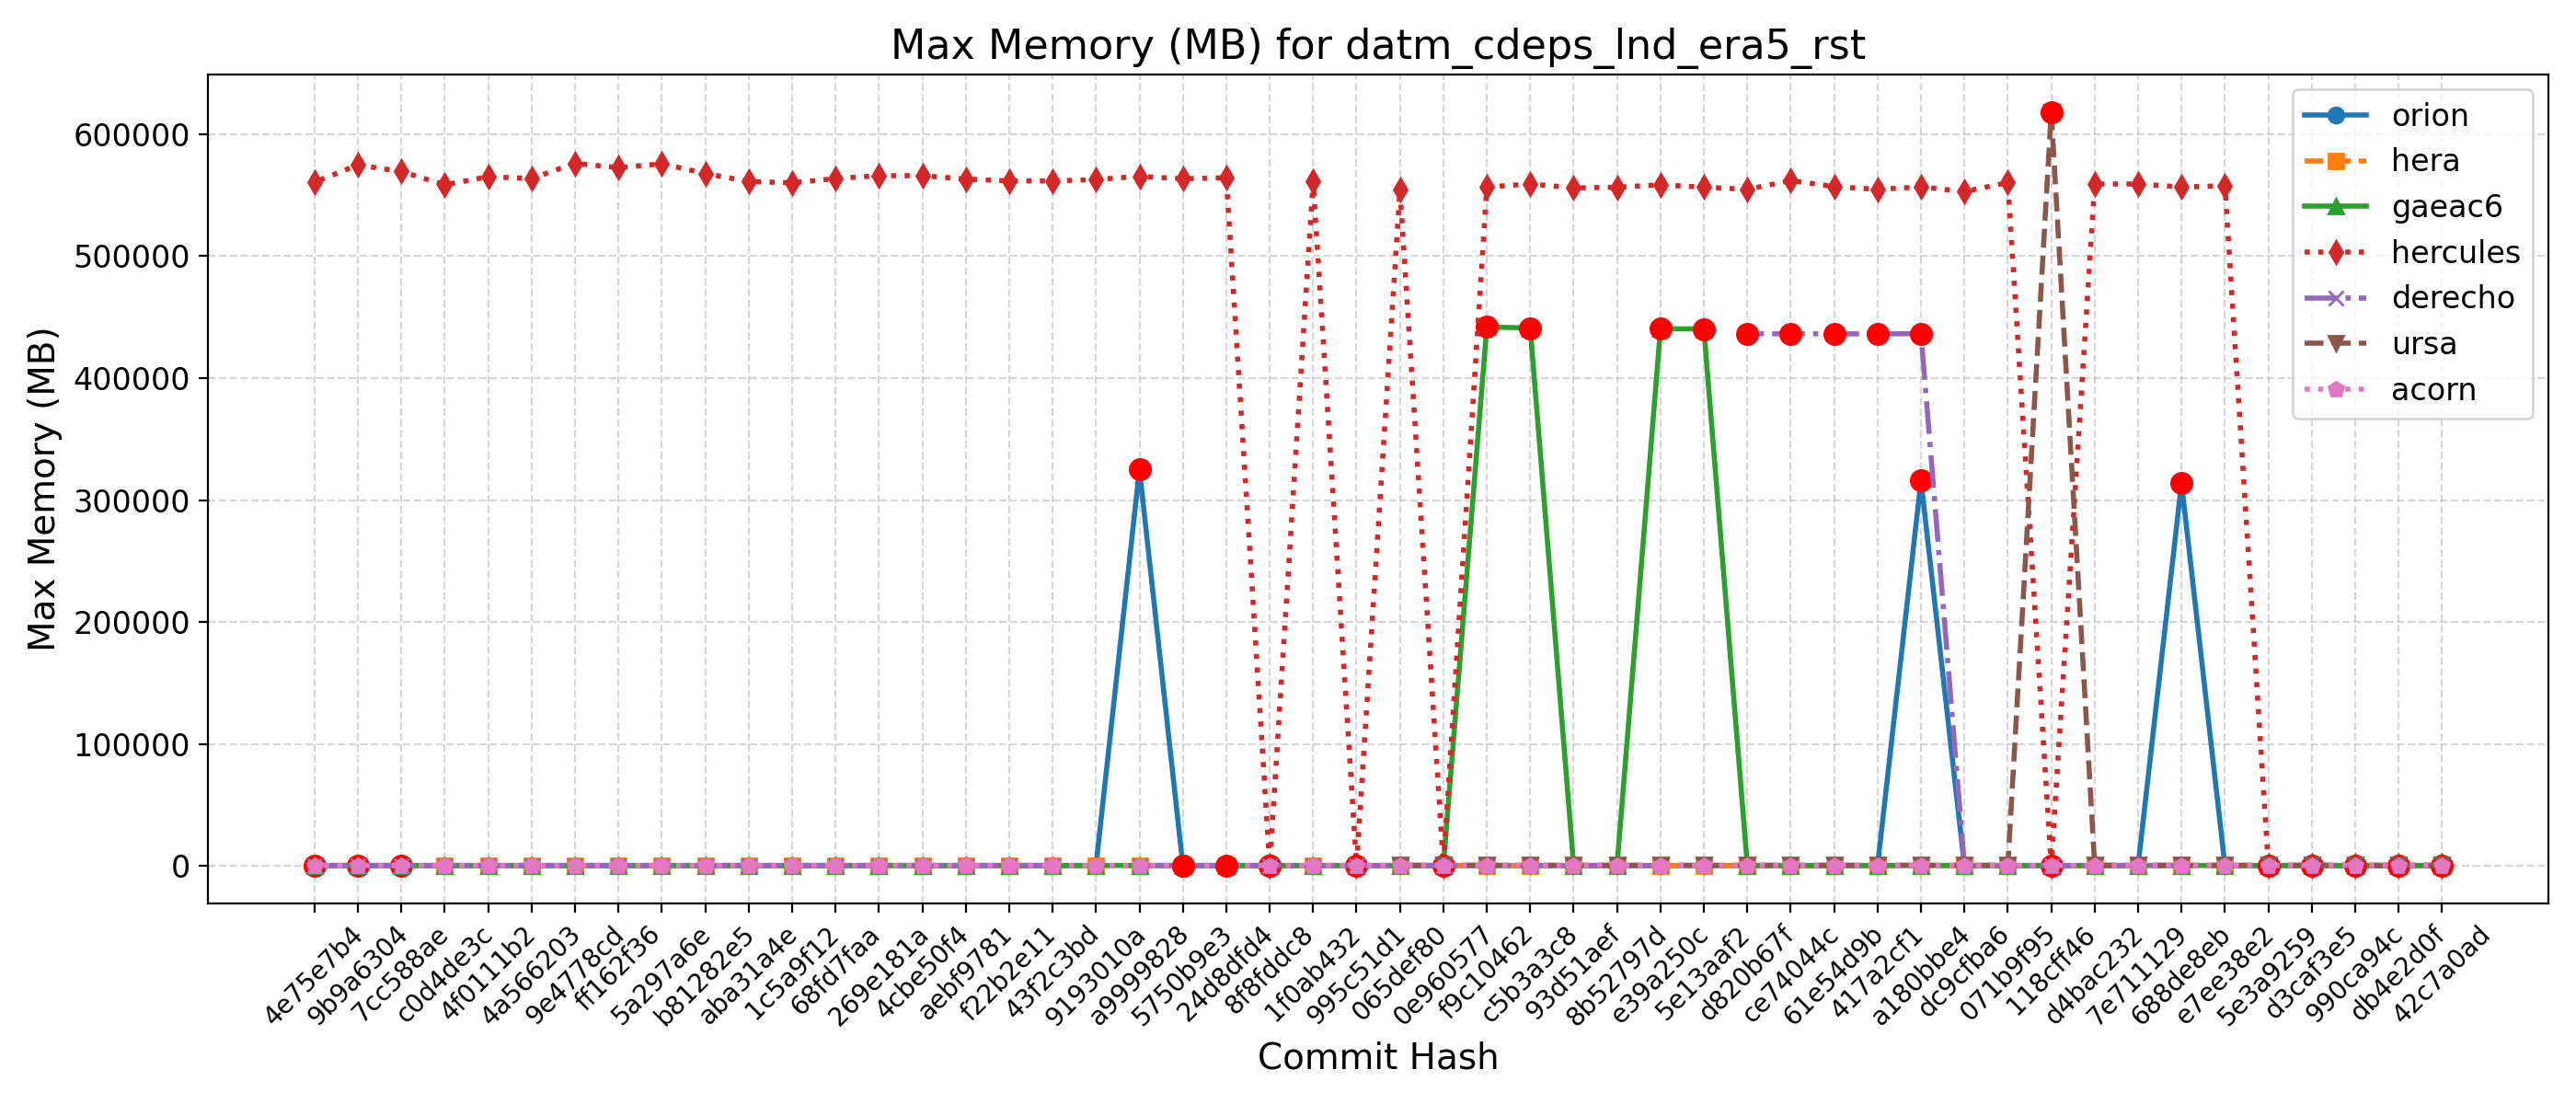 Max Memory (MB) for datm_cdeps_lnd_era5_rst
600000
500000
400000
300000
200000
100000
0
Max Memory (MB)
orion
hera
gaeac6
hercules
derecho
ursa
acorn
4e75e7b4
9b9a6304
7cc588ae
c0d4de3c
4f0111b2
4a566203
9e4778cd
ff162f36
5a297a6e
b81282e5
aba31a4e
1c5a9f12
68fd7faa
269e181a
4cbe50f4
aebf9781
f22b2e11
43f2c3bd
9193010a
a9999828
5750b9e3
24d8dfd4
8f8fddc8
1f0ab432
995c51d1
065def80
0e960577
f9c10462
c5b3a3c8
93d51aef
8b52797d
e39a250c
5e13aaf2
d820b67f
ce74044c
61e54d9b
417a2cf1
a180bbe4
dc9cfba6
071b9f95
118cff46
d4bac232
7e711129
688de8eb
e7ee38e2
5e3a9259
d3caf3e5
990ca94c
db4e2d0f
42c7a0ad
Commit Hash